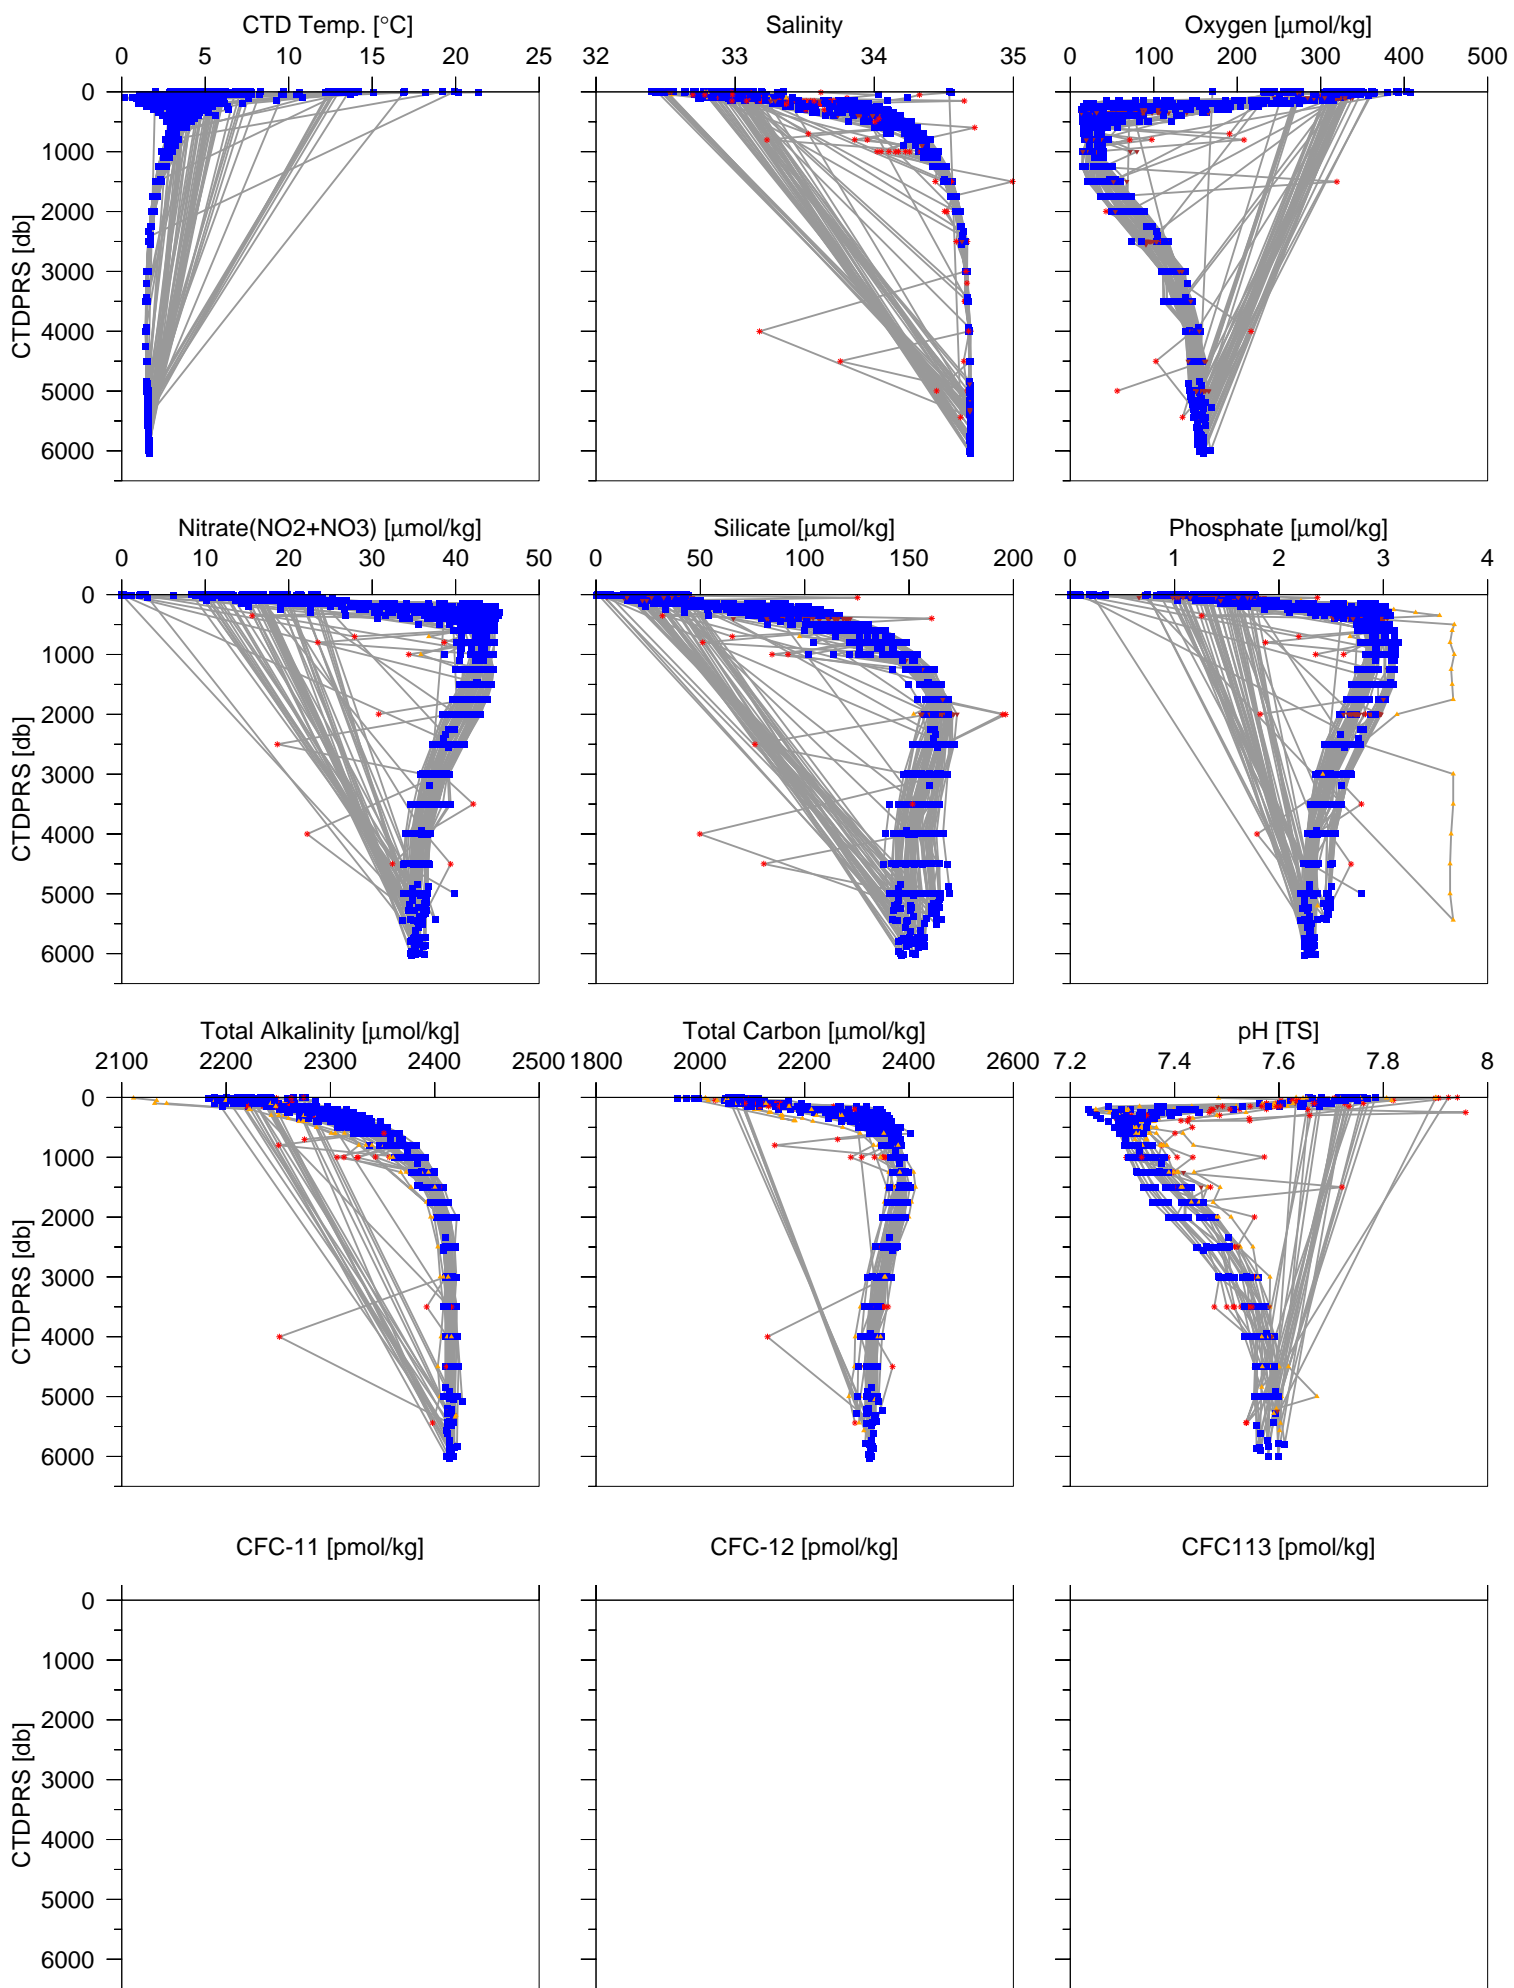 CTD Temp. [°C] Salinity Oxygen [μmol/kg]
0 5 10 15 20 25 32 33 34 35 0 100 200 300 400 500
0
1000
2000
3000
4000
5000
6000
CTDPRS [db]
Nitrate(NO2+NO3) [μmol/kg] Silicate [μmol/kg] Phosphate [μmol/kg]
0 10 20 30 40 50 0 50 100 150 200 0 1 2 3 4
0
1000
2000
3000
4000
5000
6000
CTDPRS [db]
Total Alkalinity [μmol/kg] Total Carbon [μmol/kg] pH [TS]
2100 2200 2300 2400 2500 1800 2000 2200 2400 2600 7.2 7.4 7.6 7.8 8
0
1000
2000
3000
4000
5000
6000
CTDPRS [db]
CFC-11 [pmol/kg] CFC-12 [pmol/kg] CFC113 [pmol/kg]
0
1000
2000
3000
4000
5000
6000
CTDPRS [db]